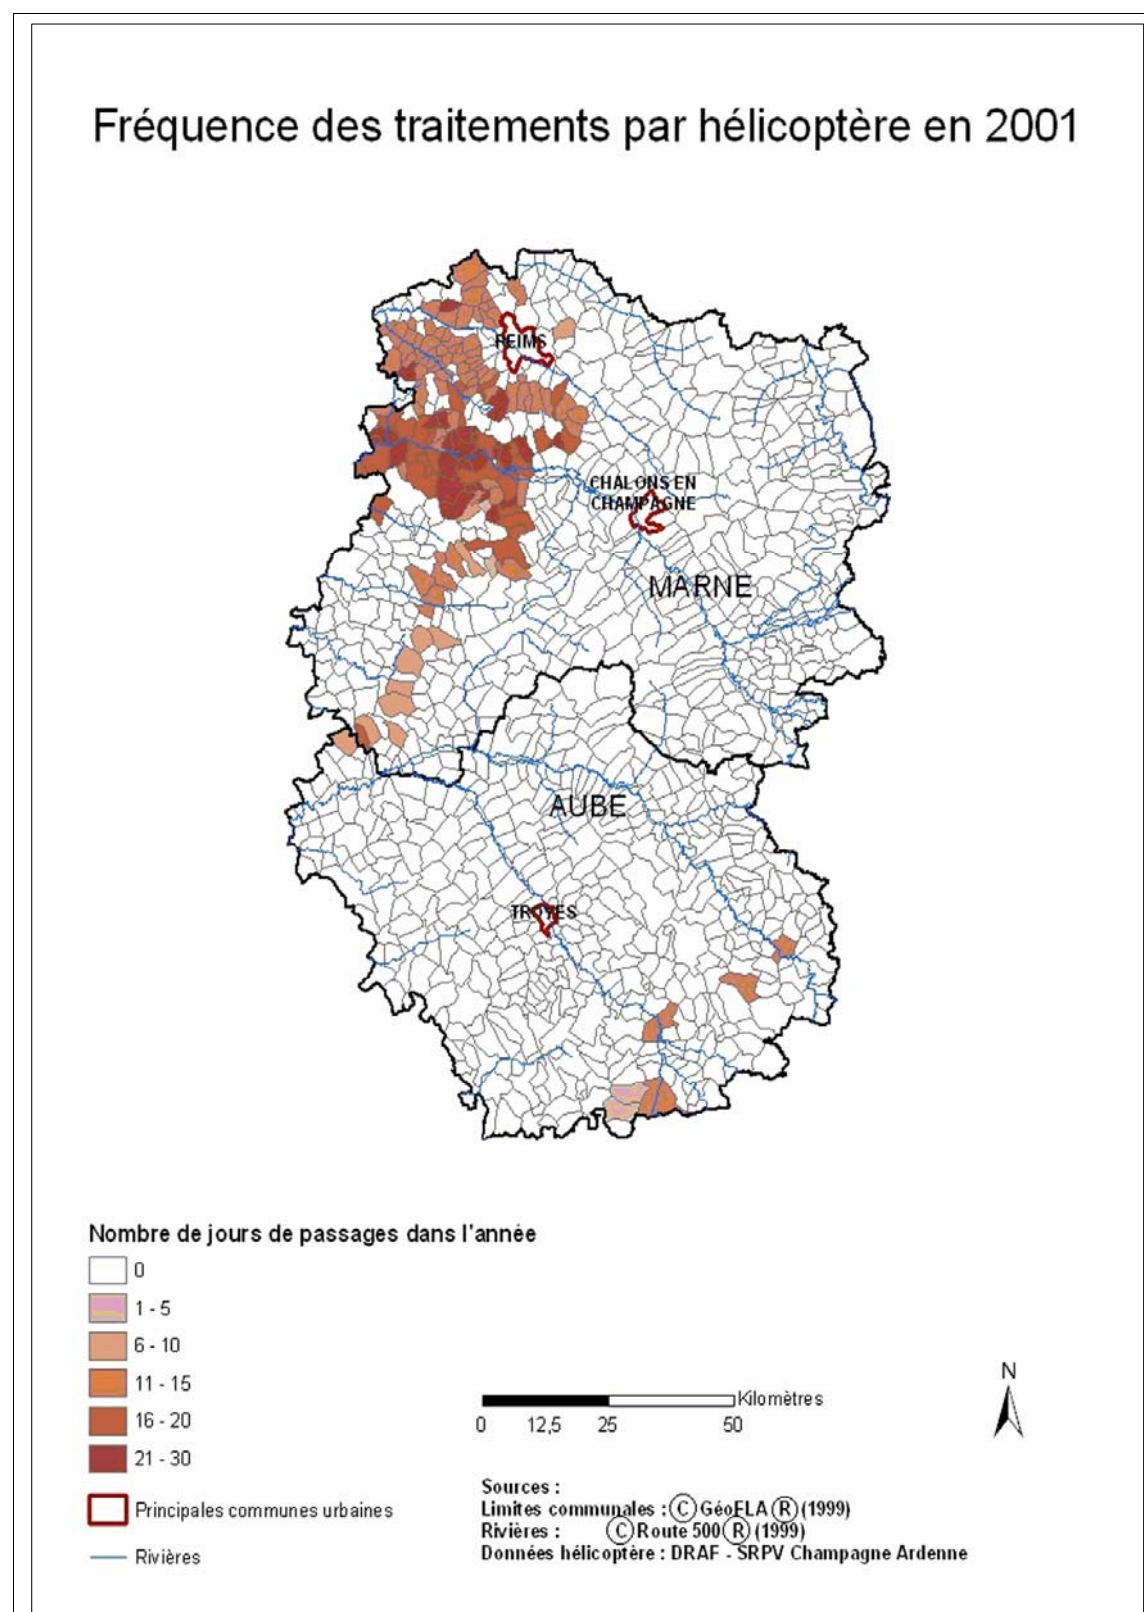 Fréquence des traitements par hélicoptère en 2001
REIMS
CHALONS EN
CHAMPAGNE
MARNE
AUBE
TROYES
Nombre de jours de passages dans l'année
0
1 - 5
6 - 10
11 - 15
16 - 20
21 - 30
Principales communes urbaines
Rivières
Kilomètres
0 12,5 25 50
N
Sources :
Limites communales : © GéoFLA ® (1999)
Rivières : © Route 500 ® (1999)
Données hélicoptère : DRAF - SRPV Champagne Ardenne